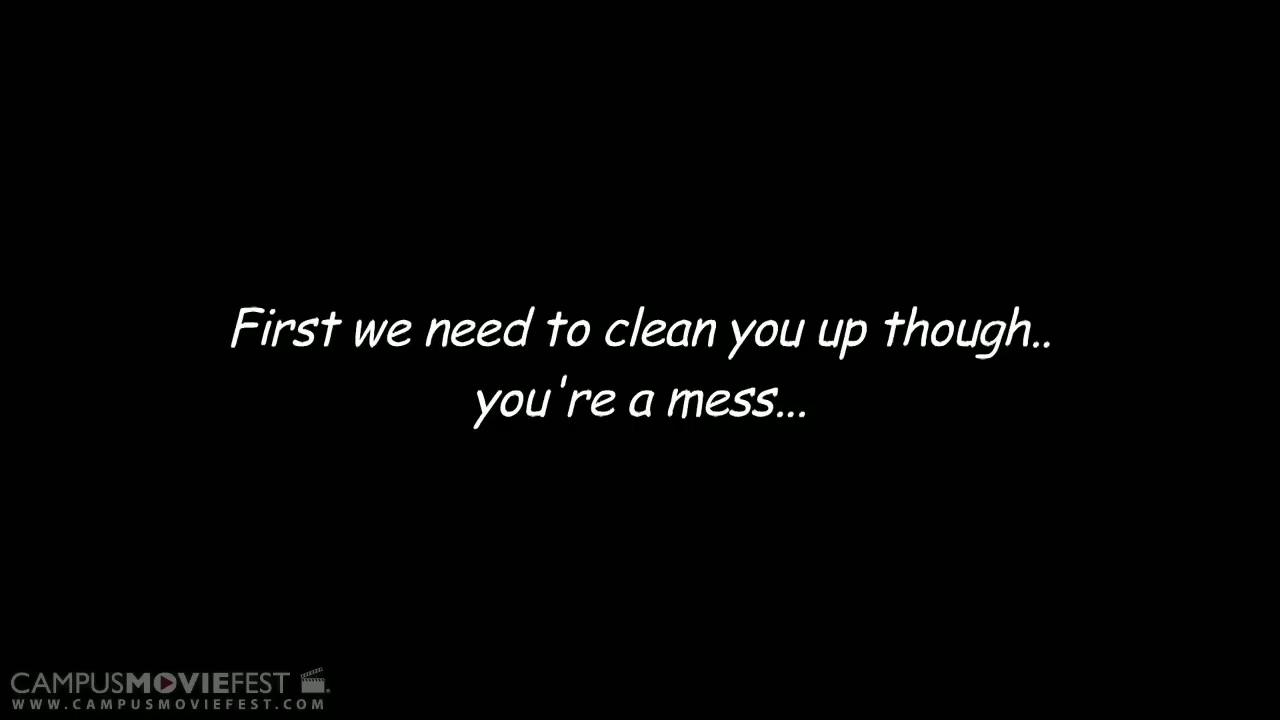 First we need to clean you up though..
you're a mess...
CAMPUSMOVIEFEST
WWW.CAMPUSMOVIEFEST.COM